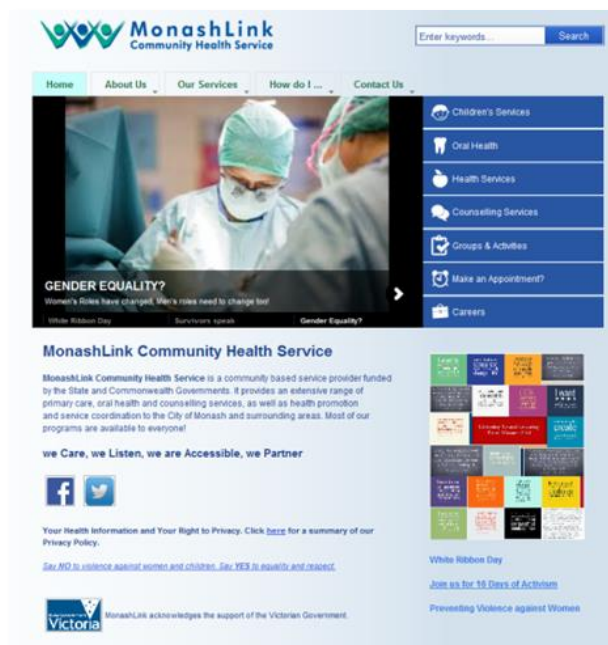 MonashLink
Community Health Service
Enter keywords...
Search
Home
About Us
Our Services
How do I ...
Contact Us
Children's Services
Oral Health
Health Services
Counselling Services
Groups & Activities
Make an Appointment?
Careers
GENDER EQUALITY?
Women's Roles have changed, Men's roles need to change too!
White Ribbon Day
Survivors speak
Gender Equality?
MonashLink Community Health Service
MonashLink Community Health Service is a community based service provider funded
by the State and Commonwealth Governments. It provides an extensive range of
primary care, oral health and counselling services, as well as health promotion
and service coordination to the City of Monash and surrounding areas. Most of our
programs are available to everyone!
we Care, we Listen, we are Accessible, we Partner
Your Health Information and Your Right to Privacy. Click here for a summary of our
Privacy Policy.
Say NO to violence against women and children. Say YES to equality and respect.
Victoria
MonashLink acknowledges the support of the Victorian Government.
White Ribbon Day
Join us for 16 Days of Activism
Preventing Violence against Women